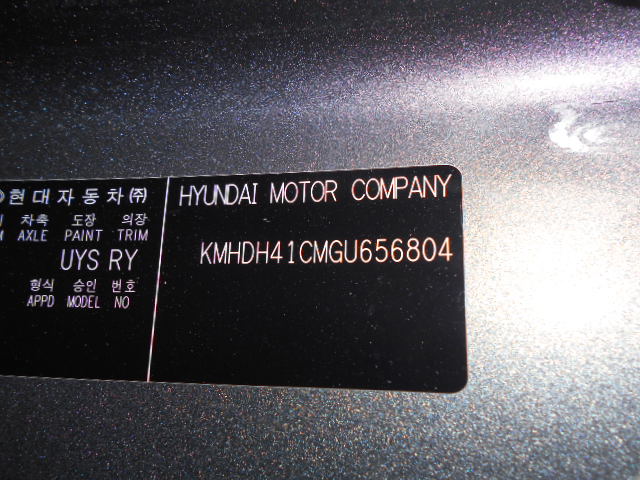 현대자동차㈜
차축 도장 의장
AXLE PAINT TRIM
UYS RY
형식 승인 번호
APPD MODEL NO
HYUNDAI MOTOR COMPANY
KMHDH41CMGU656804